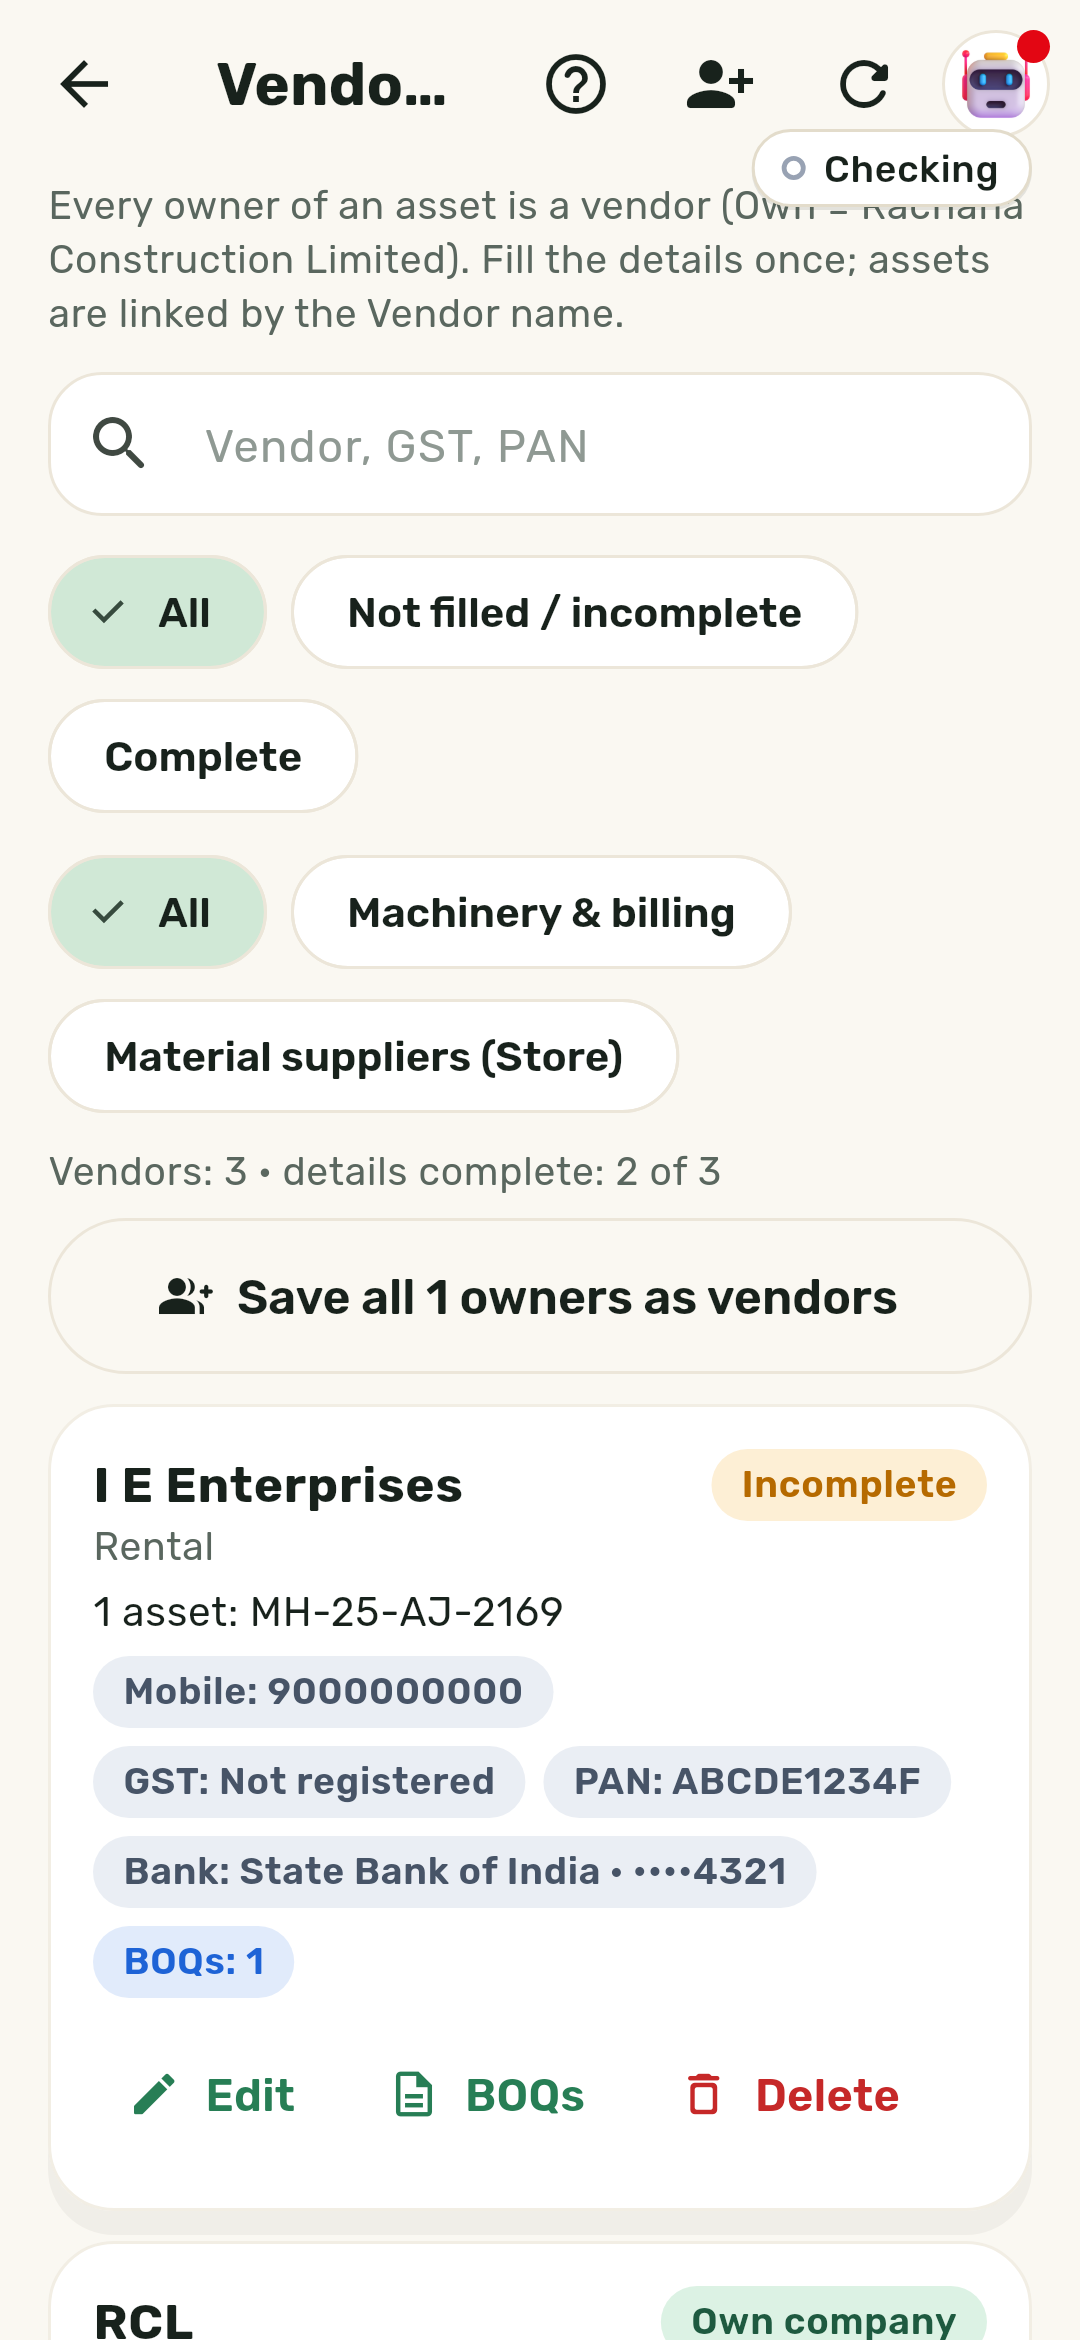 Vendo...
Checking
Every owner of an asset is a vendor (Own = Rachana
Construction Limited). Fill the details once; assets
are linked by the Vendor name.
Vendor, GST, PAN
All
Not filled / incomplete
Complete
All
Machinery & billing
Material suppliers (Store)
Vendors: 3 • details complete: 2 of 3
Save all 1 owners as vendors
I E Enterprises
Incomplete
Rental
1 asset: MH-25-AJ-2169
Mobile: 9000000000
GST: Not registered
PAN: ABCDE1234F
Bank: State Bank of India • ••••4321
BOQs: 1
Edit
BOQs
Delete
RCL
Own company